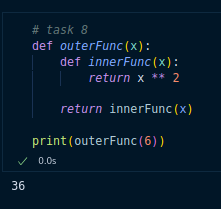 # task 8
def outerFunc(x):
    def innerFunc(x):
        return x ** 2

    return innerFunc(x)

print(outerFunc(6))
0.0s
36